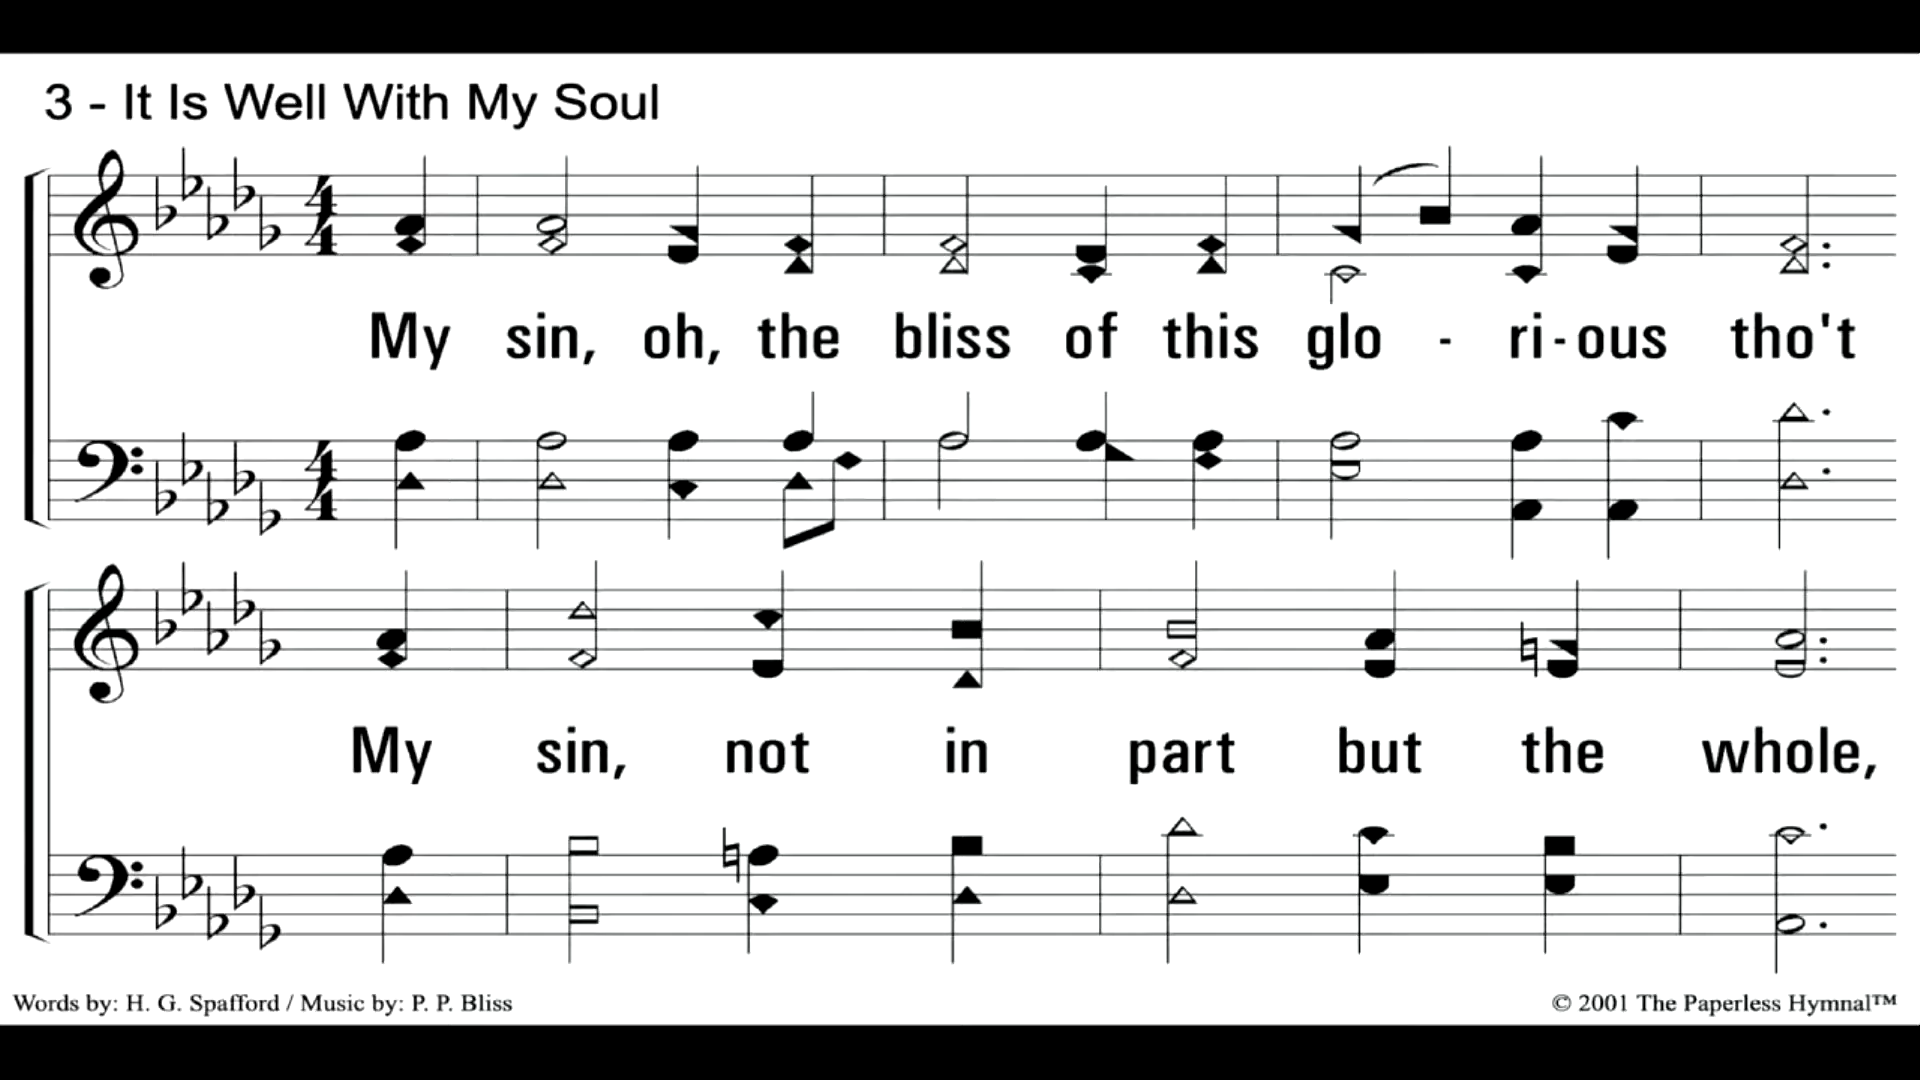 3 - It Is Well With My Soul
My sin, oh, the bliss of this glo - ri-ous tho't
My sin, not in part but the whole,
Words by: H. G. Spafford / Music by: P. P. Bliss
© 2001 The Paperless Hymnal™